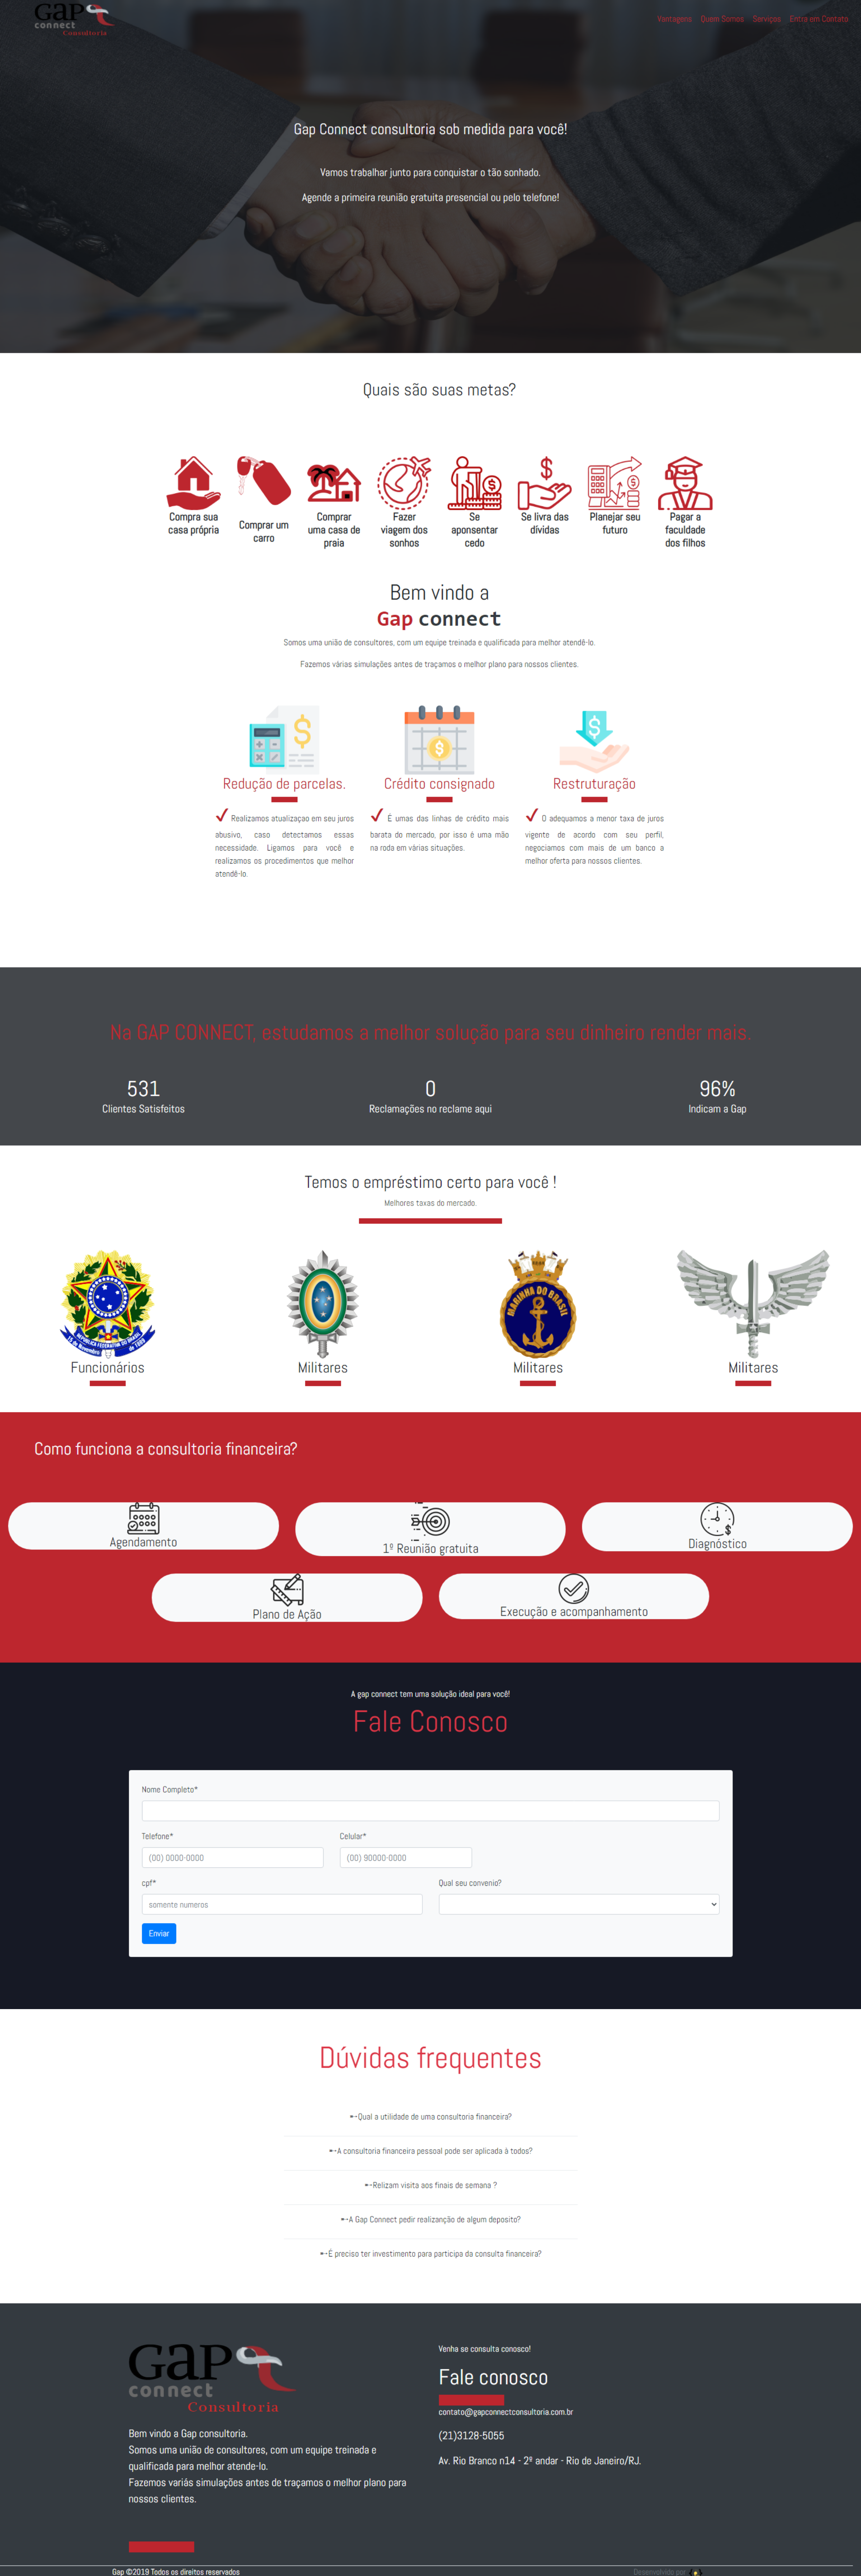 GaP
connect
Consultoria
Vantagens Quem Somos Serviços Entra em Contato
Gap Connect consultoria sob medida para você!
Vamos trabalhar junto para conquistar o tão sonhado.
Agende a primeira reunião gratuita presencial ou pelo telefone!
Quais são suas metas?
Compra sua
casa própria
Comprar um
carro
Comprar
uma casa de
praia
Fazer
viagem dos
sonhos
Se
aponsentar
cedo
Se livra das
dívidas
Planejar seu
futuro
Pagar a
faculdade
dos filhos
Bem vindo a
Gap connect
Somos uma união de consultores, com um equipe treinada e qualificada para melhor atendê-lo.
Fazemos várias simulações antes de traçamos o melhor plano para nossos clientes.
Redução de parcelas.
Realizamos atualizaçao em seu juros
abusivo, caso detectamos essas
necessidade. Ligamos para você e
realizamos os procedimentos que melhor
atendê-lo.
Crédito consignado
É umas das linhas de crédito mais
barata do mercado, por isso é uma mão
na roda em várias situações.
Restruturação
O adequamos a menor taxa de juros
vigente de acordo com seu perfil,
negociamos com mais de um banco a
melhor oferta para nossos clientes.
Na GAP CONNECT, estudamos a melhor solução para seu dinheiro render mais.
531
Clientes Satisfeitos
0
Reclamações no reclame aqui
96%
Indicam a Gap
Temos o empréstimo certo para você !
Melhores taxas do mercado.
REPUBLICA FEDERATIVA DO BRASIL
15 de Novembro de 1889
Funcionários
Militares
MARINHA DO BRASIL
Militares
Militares
Como funciona a consultoria financeira?
Agendamento
1º Reunião gratuita
Diagnóstico
Plano de Ação
Execução e acompanhamento
A gap connect tem uma solução ideal para você!
Fale Conosco
Nome Completo*
Telefone*
(00) 0000-0000
Celular*
(00) 90000-0000
cpf*
somente numeros
Qual seu convenio?
Enviar
Dúvidas frequentes
Qual a utilidade de uma consultoria financeira?
A consultoria financeira pessoal pode ser aplicada à todos?
Relizam visita aos finais de semana ?
A Gap Connect pedir realizanção de algum deposito?
É preciso ter investimento para participa da consulta financeira?
GaP
connect
Consultoria
Bem vindo a Gap consultoria.
Somos uma união de consultores, com um equipe treinada e
qualificada para melhor atende-lo.
Fazemos variás simulações antes de traçamos o melhor plano para
nossos clientes.
Venha se consulta conosco!
Fale conosco
contato@gapconnectconsultoria.com.br
(21)3128-5055
Av. Rio Branco n14 - 2º andar - Rio de Janeiro/RJ.
Gap ©2019 Todos os direitos reservados
Desenvolvido por